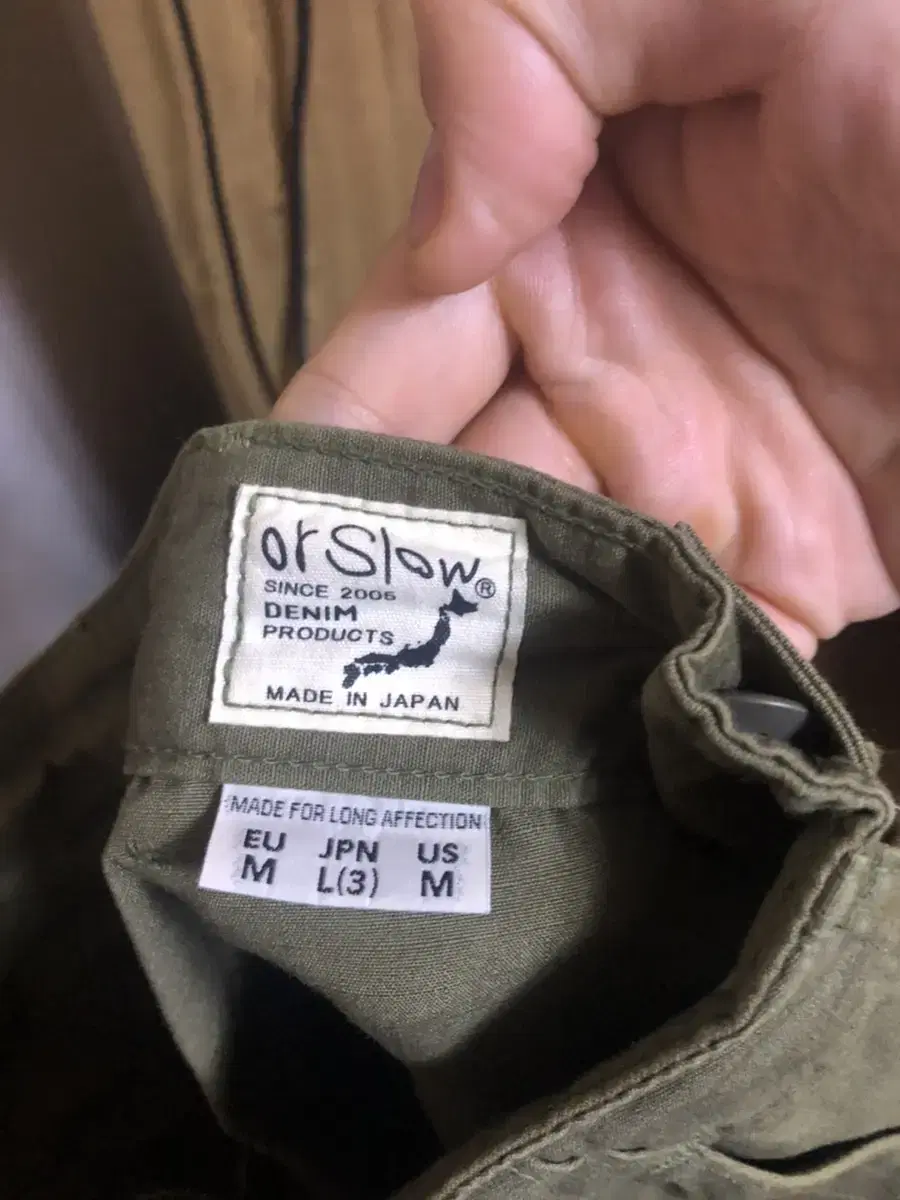 orSlow®
SINCE 2005
DENIM
PRODUCTS
MADE IN JAPAN
MADE FOR LONG AFFECTION
EU JPN US
M L(3) M